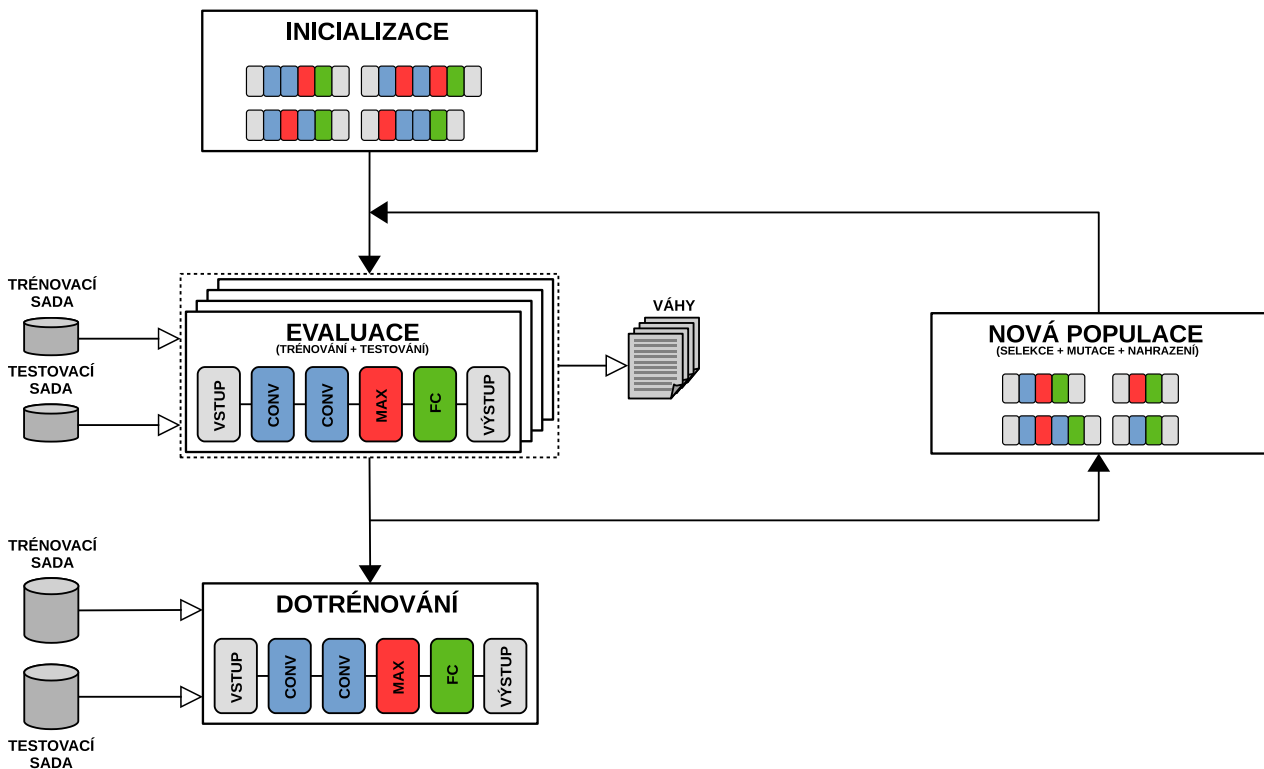 INICIALIZACE
TRÉNOVACÍ
SADA
TESTOVACÍ
SADA
EVALUACE
(TRÉNOVÁNÍ + TESTOVÁNÍ)
VSTUP
CONV
CONV
MAX
FC
VÝSTUP
VÁHY
NOVÁ POPULACE
(SELEKCE + MUTACE + NAHRAZENÍ)
TRÉNOVACÍ
SADA
TESTOVACÍ
SADA
DOTRÉNOVÁNÍ
VSTUP
CONV
CONV
MAX
FC
VÝSTUP